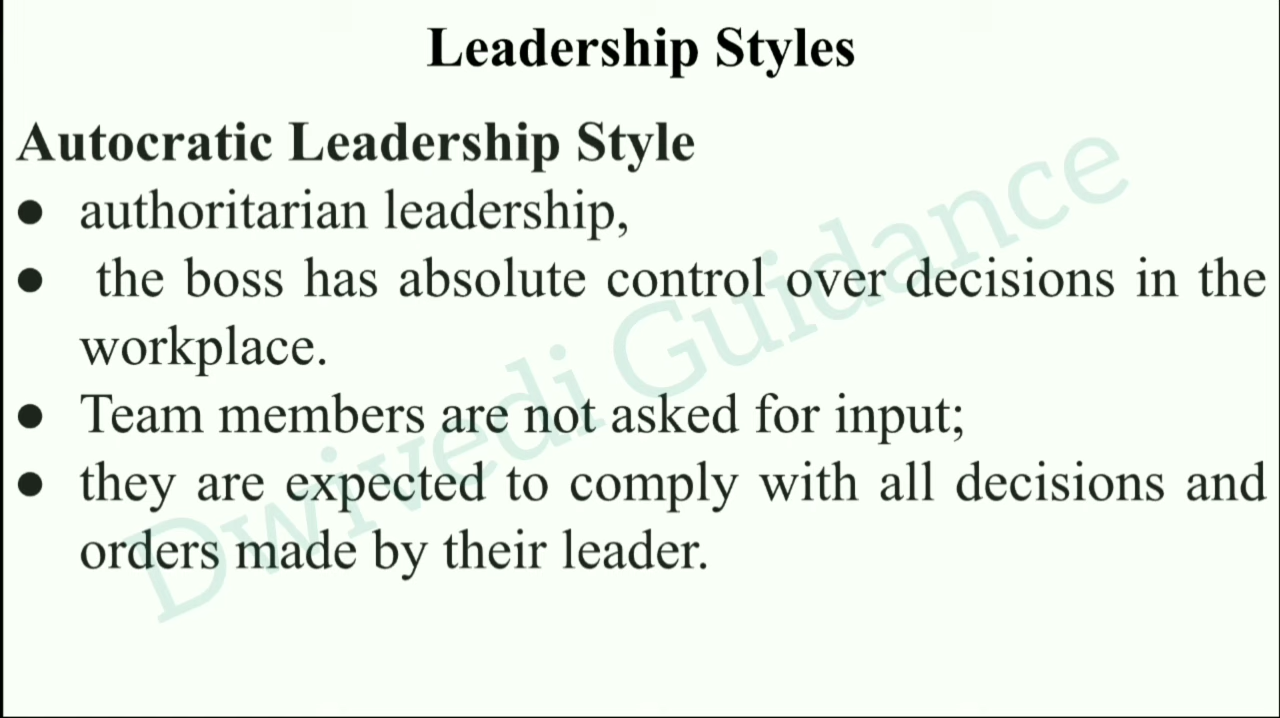 Leadership Styles
Autocratic Leadership Style
● authoritarian leadership,
● the boss has absolute control over decisions in the
workplace.
● Team members are not asked for input;
● they are expected to comply with all decisions and
orders made by their leader.
Dwivedi Guidance